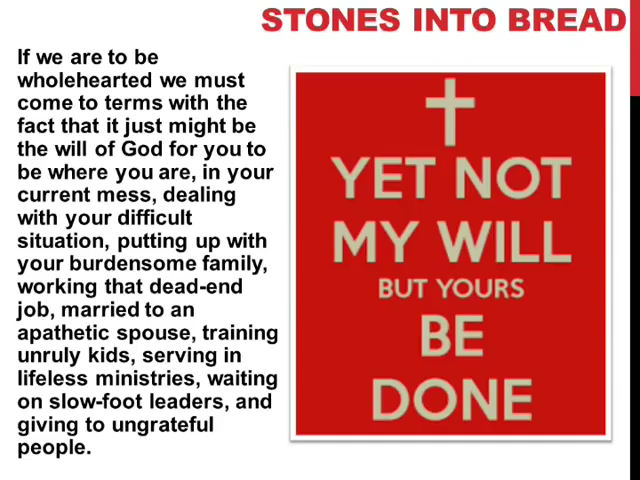 STONES INTO BREAD
If we are to be
wholehearted we must
come to terms with the
fact that it just might be
the will of God for you to
be where you are, in your
current mess, dealing
with your difficult
situation, putting up with
your burdensome family,
working that dead-end
job, married to an
apathetic spouse, training
unruly kids, serving in
lifeless ministries, waiting
on slow-foot leaders, and
giving to ungrateful
people.
YET NOT
MY WILL
BUT YOURS
BE
DONE